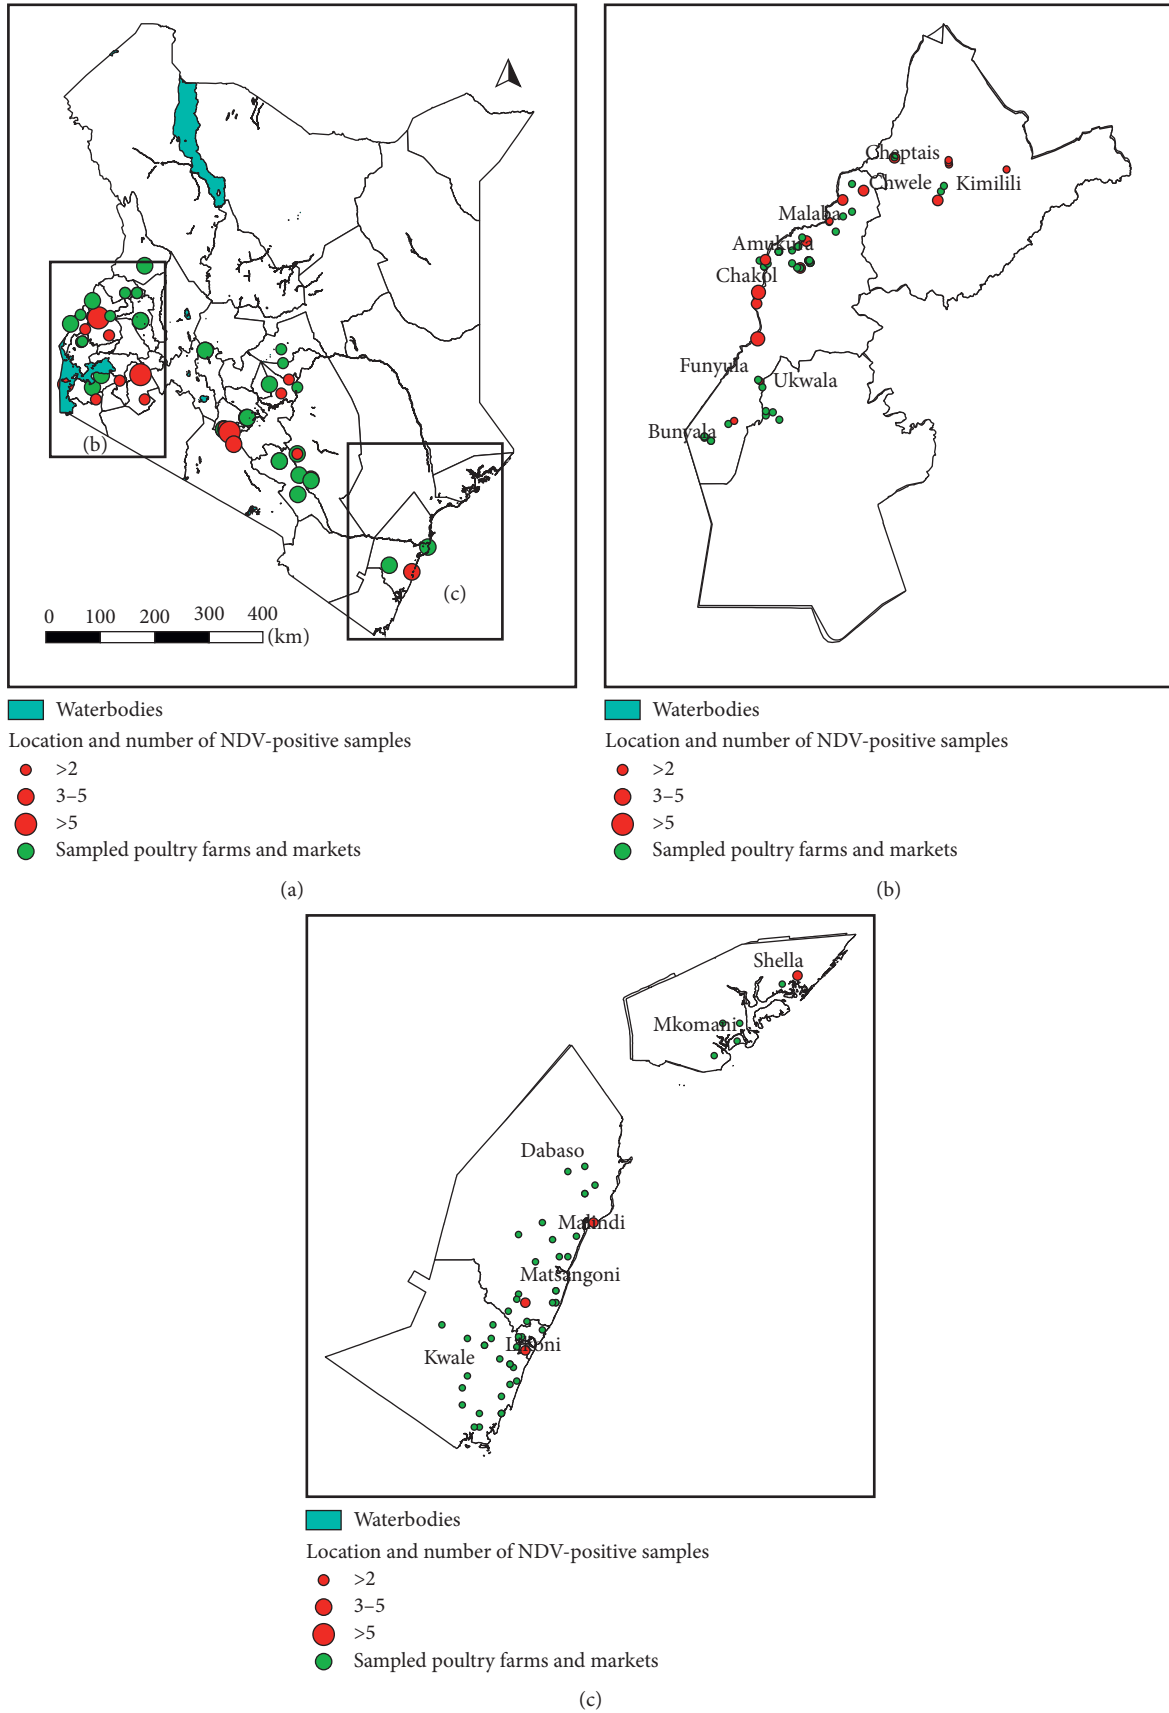 (b)
(c)
0 100 200 300 400
(km)
Waterbodies
Location and number of NDV-positive samples
>2
3–5
>5
Sampled poultry farms and markets
(a)
Cheptais
Chwele
Kimilili
Malaba
Amukura
Chakol
Funyula
Ukwala
Bunyala
Waterbodies
Location and number of NDV-positive samples
>2
3–5
>5
Sampled poultry farms and markets
(b)
Shella
Mkomani
Dabaso
Malindi
Matsangoni
Likoni
Kwale
Waterbodies
Location and number of NDV-positive samples
>2
3–5
>5
Sampled poultry farms and markets
(c)